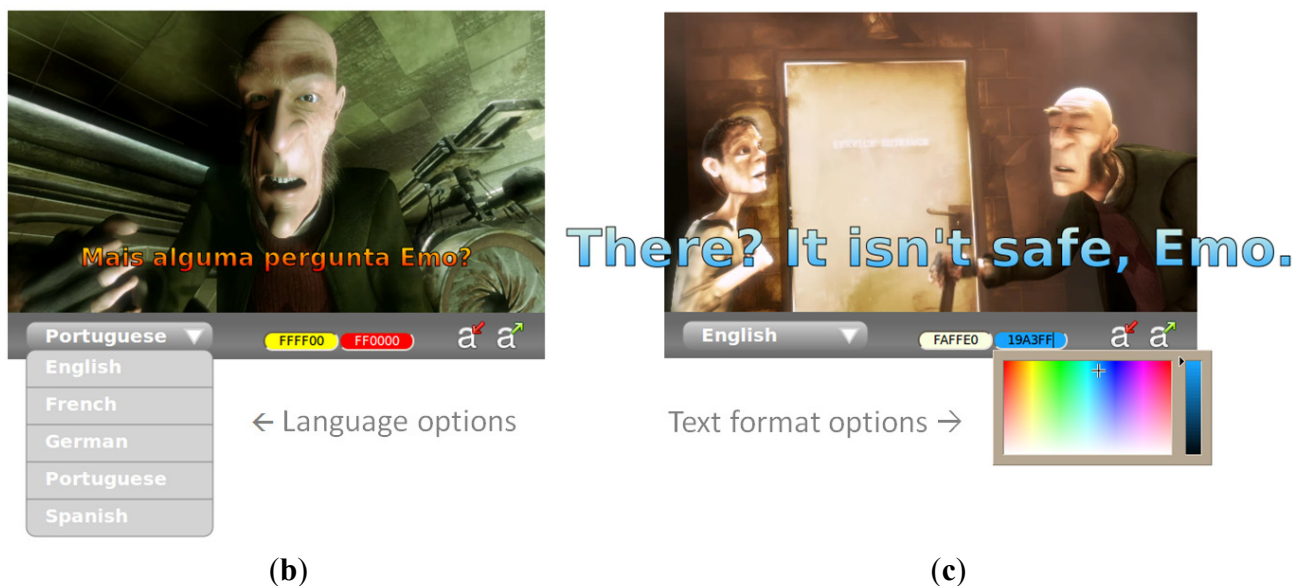 Mais alguma pergunta Emo?
Portuguese
FFFF00 FF0000 a a
English
French
German
Portuguese
Spanish
← Language options
(b)
There? It isn't safe, Emo.
English
FAFFE0 19A3FF a a
Text format options →
(c)